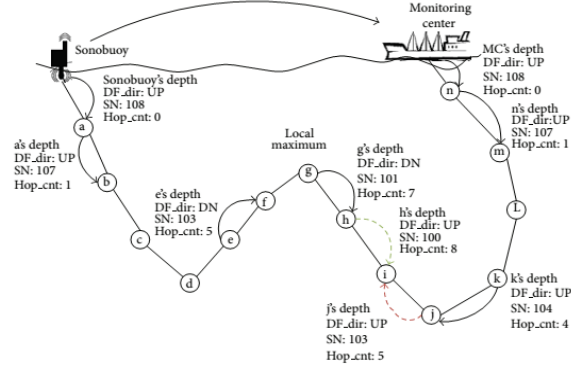 Monitoring
center
Sonobuoy
Sonobuoy's depth
DF_dir: UP
SN: 108
Hop_cnt: 0
MC's depth
DF_dir: UP
SN: 108
Hop_cnt: 0
n
a
n's depth
DF_dir:UP
SN: 107
Hop_cnt: 1
m
a's depth
DF_dir: UP
SN: 107
Hop_cnt: 1
b
Local
maximum
g
g's depth
DF_dir: DN
SN: 101
Hop_cnt: 7
e's depth
DF_dir: DN
SN: 103
Hop_cnt: 5
f
h
L
h's depth
DF_dir: UP
SN: 100
Hop_cnt: 8
c
e
d
i
k
k's depth
DF_dir: UP
SN: 104
Hop_cnt: 4
j
j's depth
DF_dir: UP
SN: 103
Hop_cnt: 5